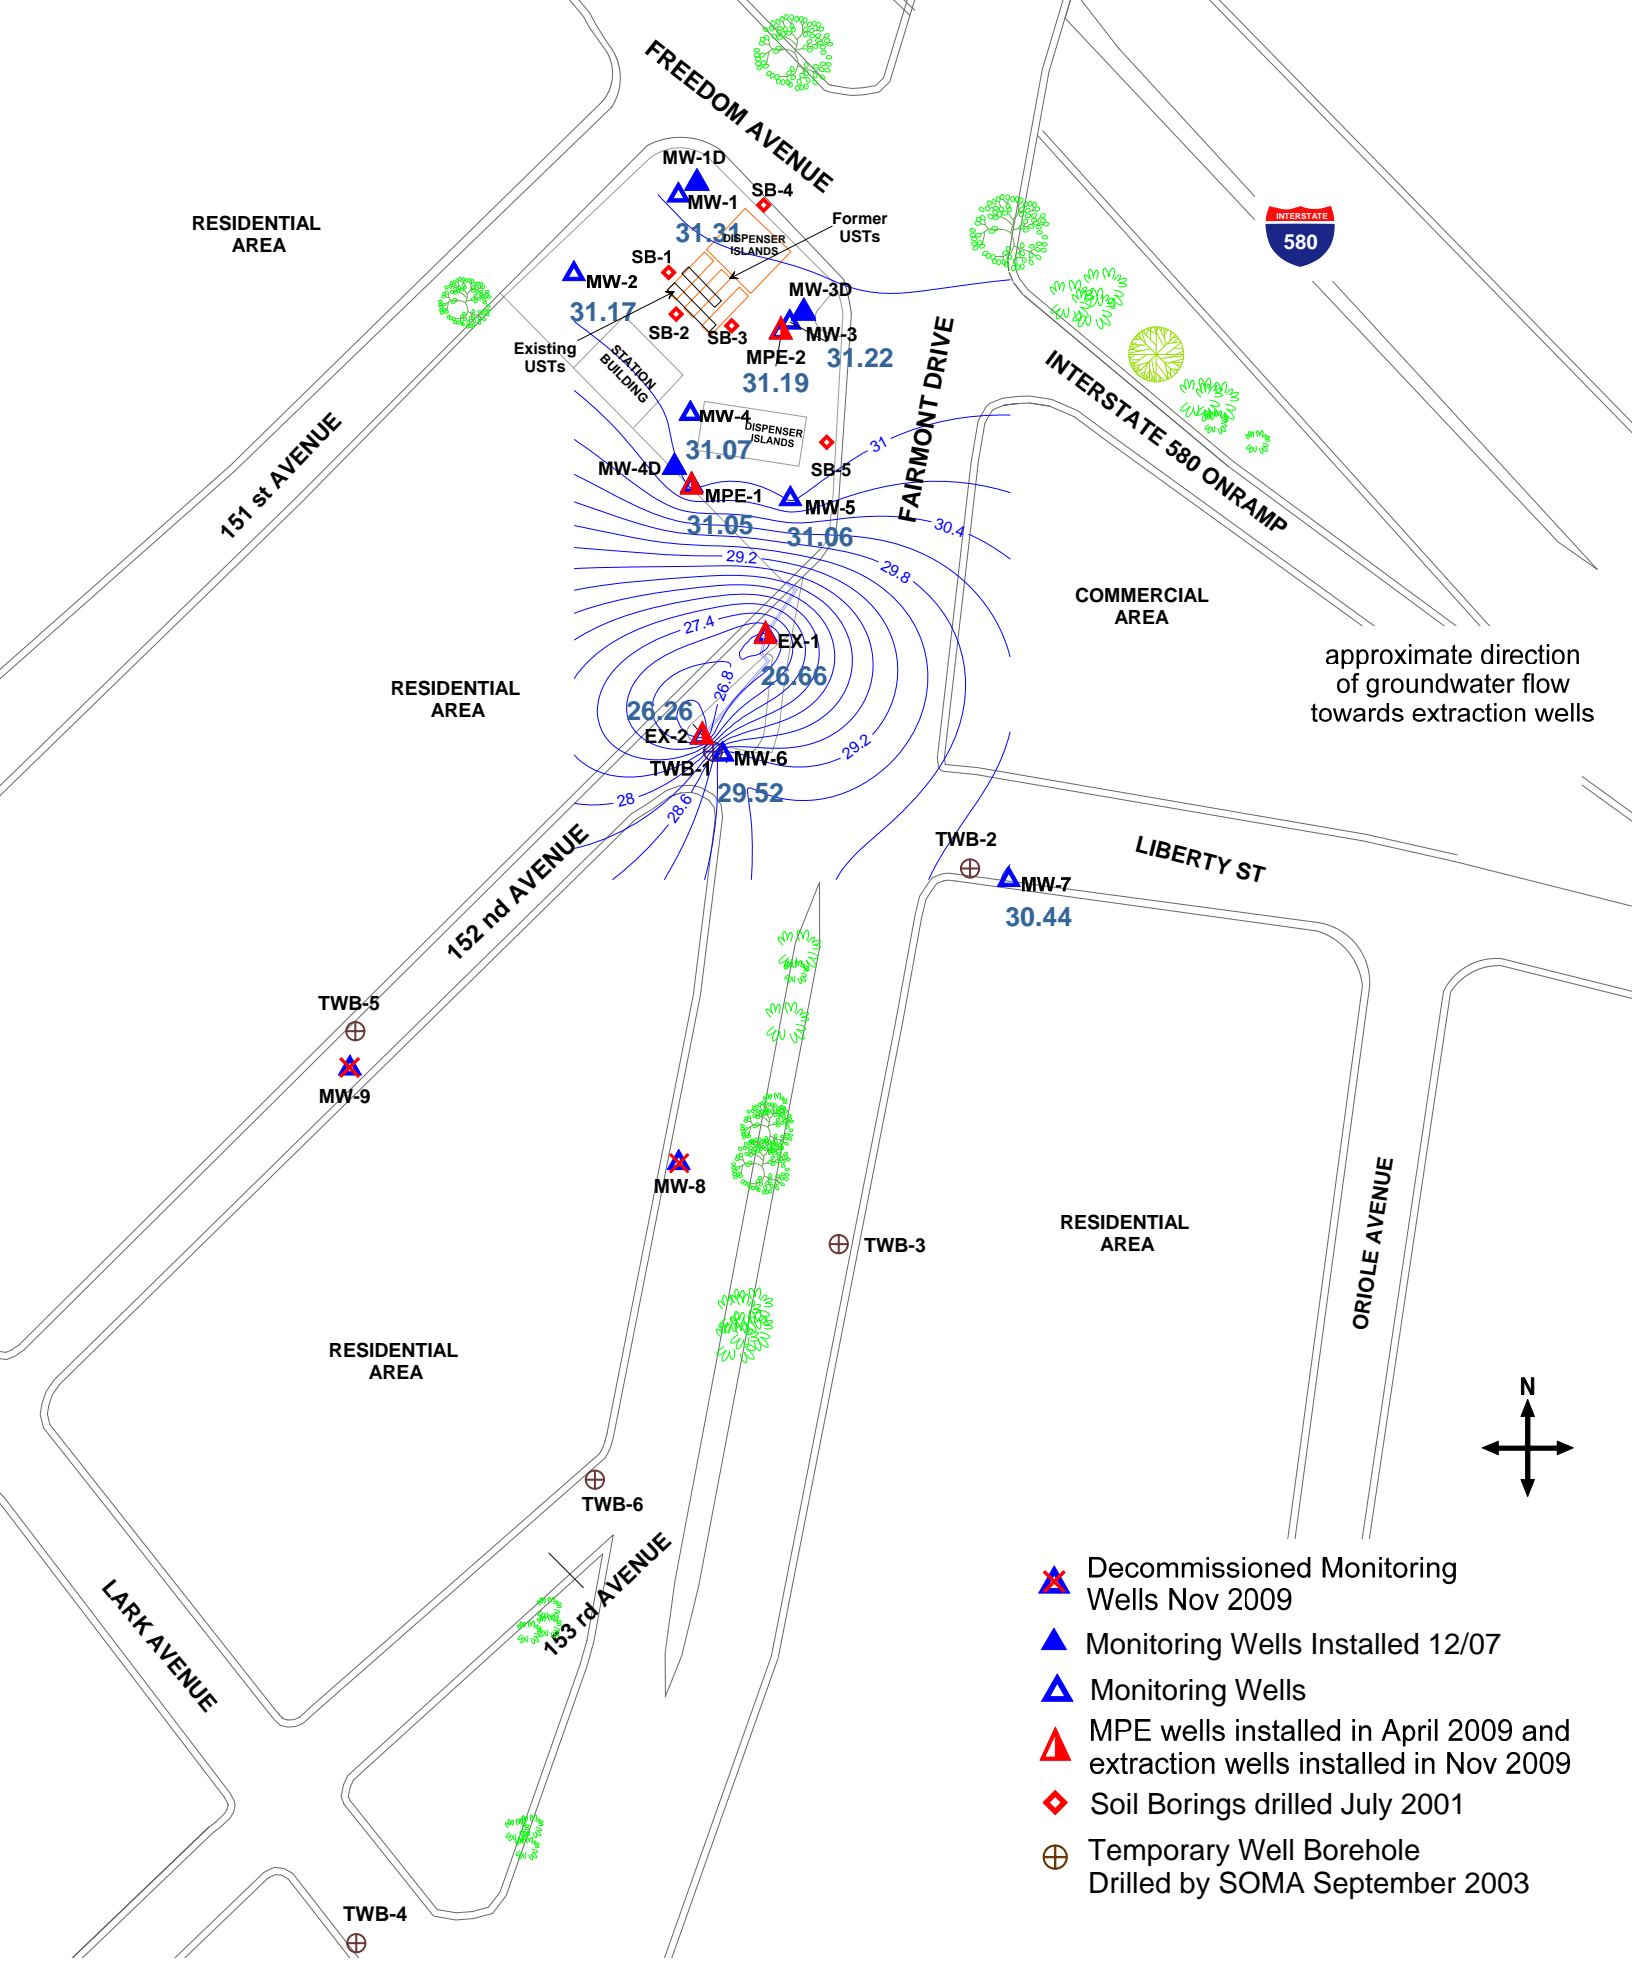 FREEDOM AVENUE
MW-1D
SB-4
MW-1
RESIDENTIAL
AREA
31.31
Former
USTs
DISPENSER
ISLANDS
INTERSTATE
580
SB-1
MW-2
MW-3D
31.17
SB-2
SB-3
MW-3
Existing
USTs
MPE-2
31.22
STATION
BUILDING
31.19
FAIRMONT DRIVE
INTERSTATE 580 ONRAMP
MW-4
DISPENSER
ISLANDS
31
31.07
151 st AVENUE
MW-4D
SB-5
MPE-1
MW-5
31.05
31.06
30.4
29.2
29.8
COMMERCIAL
AREA
27.4
EX-1
approximate direction
of groundwater flow
towards extraction wells
26.66
RESIDENTIAL
AREA
26.8
26.26
EX-2
29.2
TWB-1
MW-6
29.52
28
28.6
TWB-2
LIBERTY ST
152 nd AVENUE
MW-7
30.44
TWB-5
MW-9
MW-8
RESIDENTIAL
AREA
TWB-3
ORIOLE AVENUE
RESIDENTIAL
AREA
N
TWB-6
153 rd AVENUE
LARK AVENUE
Decommissioned Monitoring
Wells Nov 2009
Monitoring Wells Installed 12/07
Monitoring Wells
MPE wells installed in April 2009 and
extraction wells installed in Nov 2009
Soil Borings drilled July 2001
Temporary Well Borehole
Drilled by SOMA September 2003
TWB-4